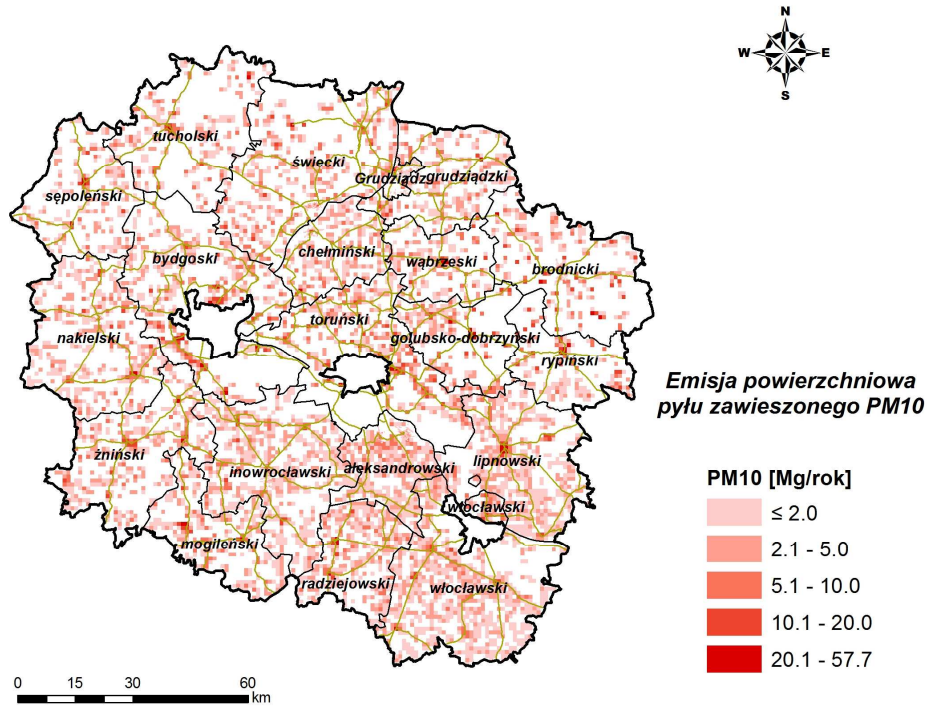 N
W
E
S
tucholski
świecki
Grudziądz
grudziądzki
sępoleński
chełmiński
bydgoski
wąbrzeski
brodnicki
toruński
nakielski
golubsko-dobrzyński
rypiński
Emisja powierzchniowa
pyłu zawieszonego PM10
żniński
inowrocławski
aleksandrowski
lipnowski
PM10 [Mg/rok]
włocławski
≤ 2.0
mogileński
2.1 - 5.0
radziejowski
włocławski
5.1 - 10.0
10.1 - 20.0
20.1 - 57.7
0 15 30 60
km